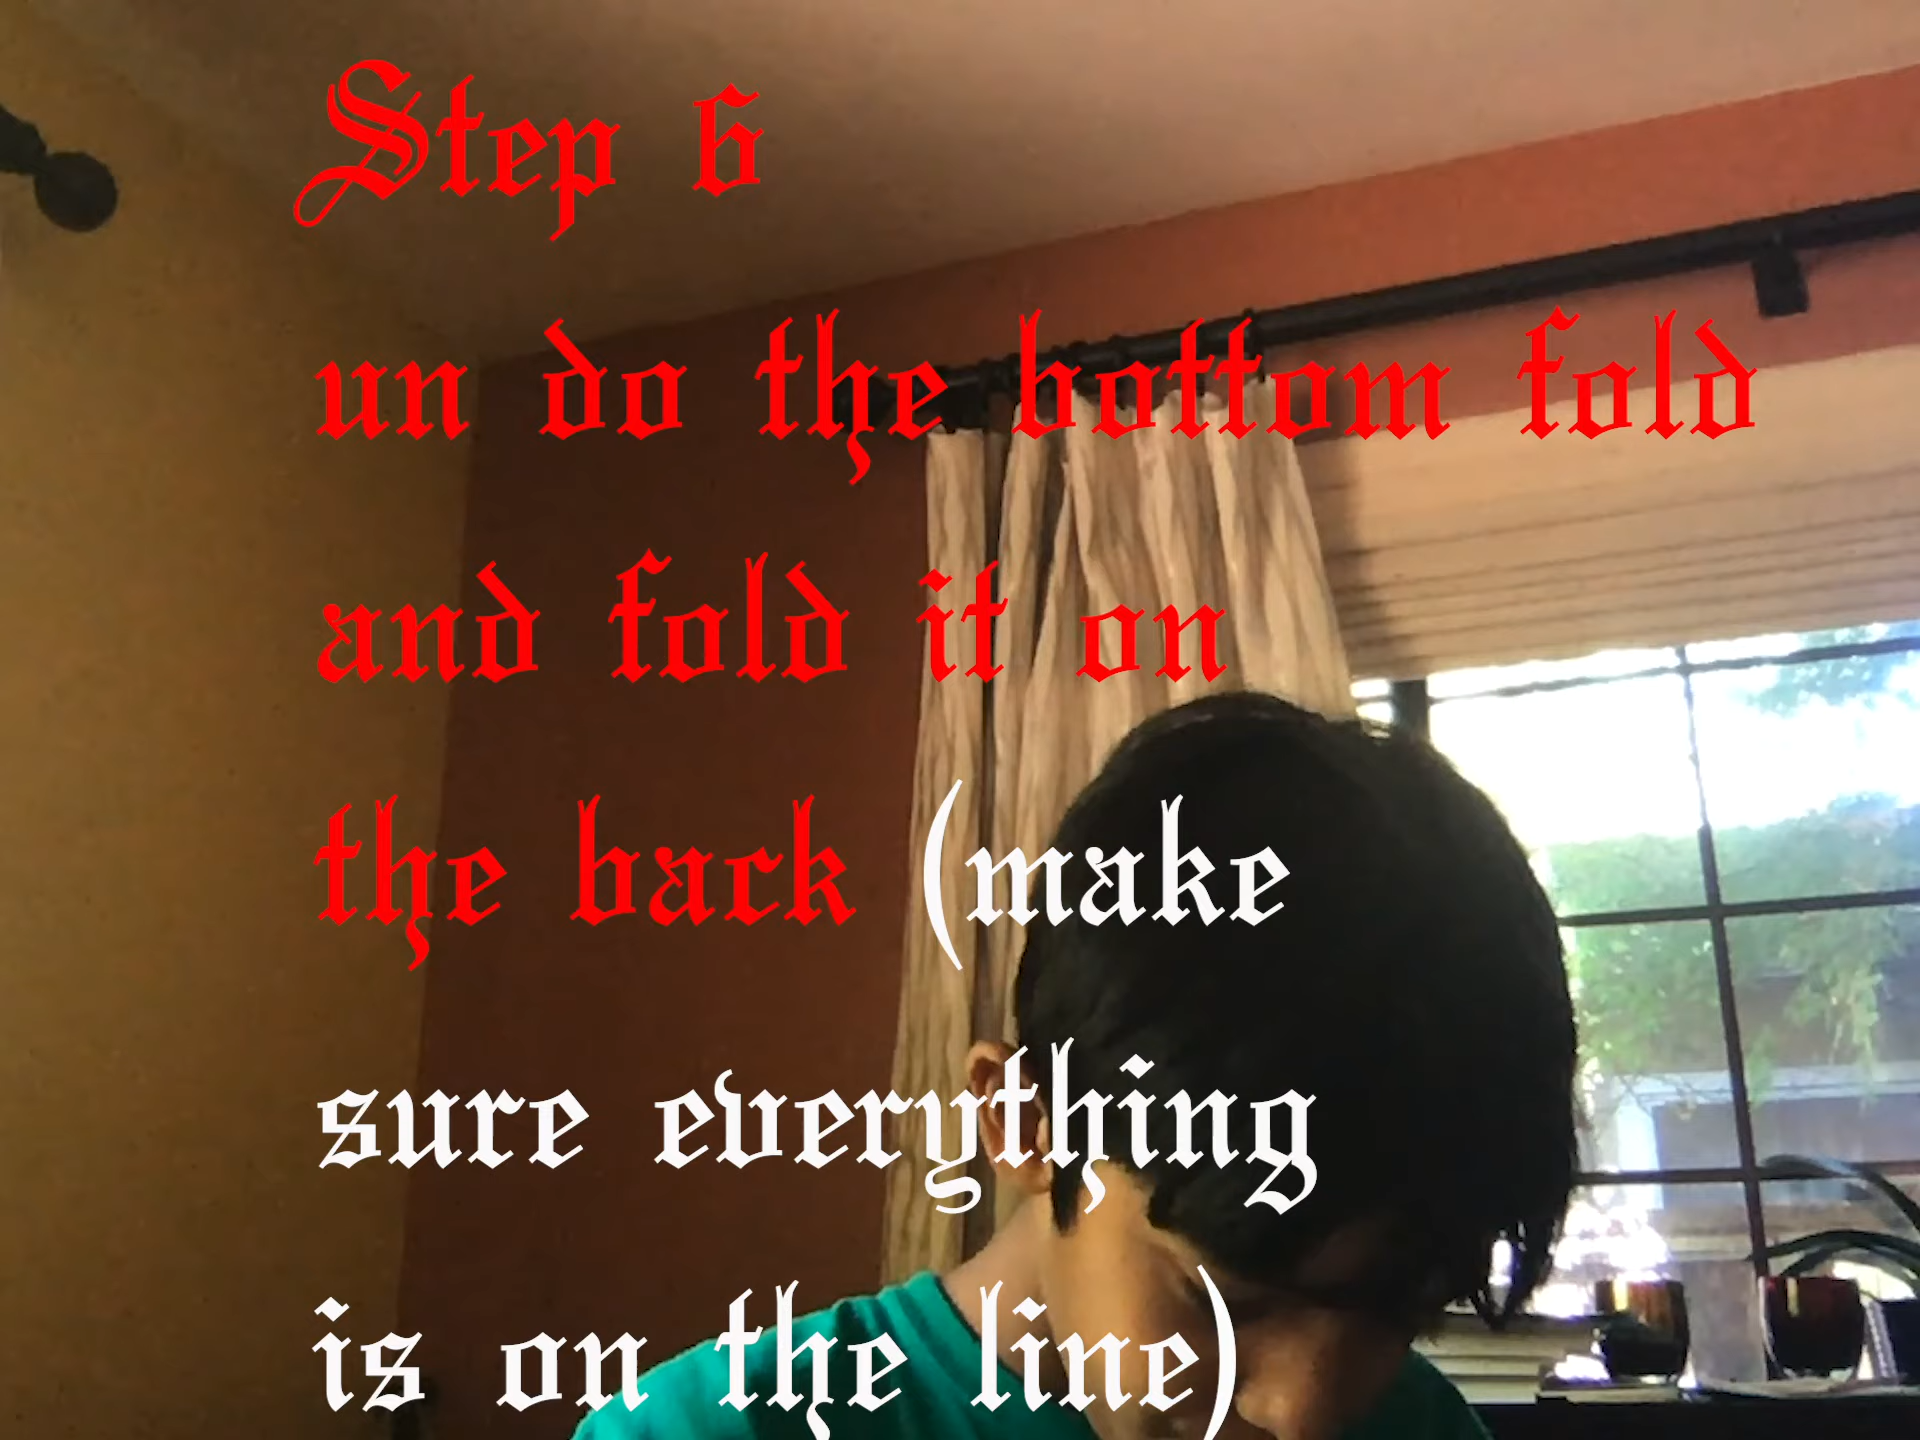 Step 6
un do the bottom fold
and fold it on
the back (make
sure everything
is on the line)